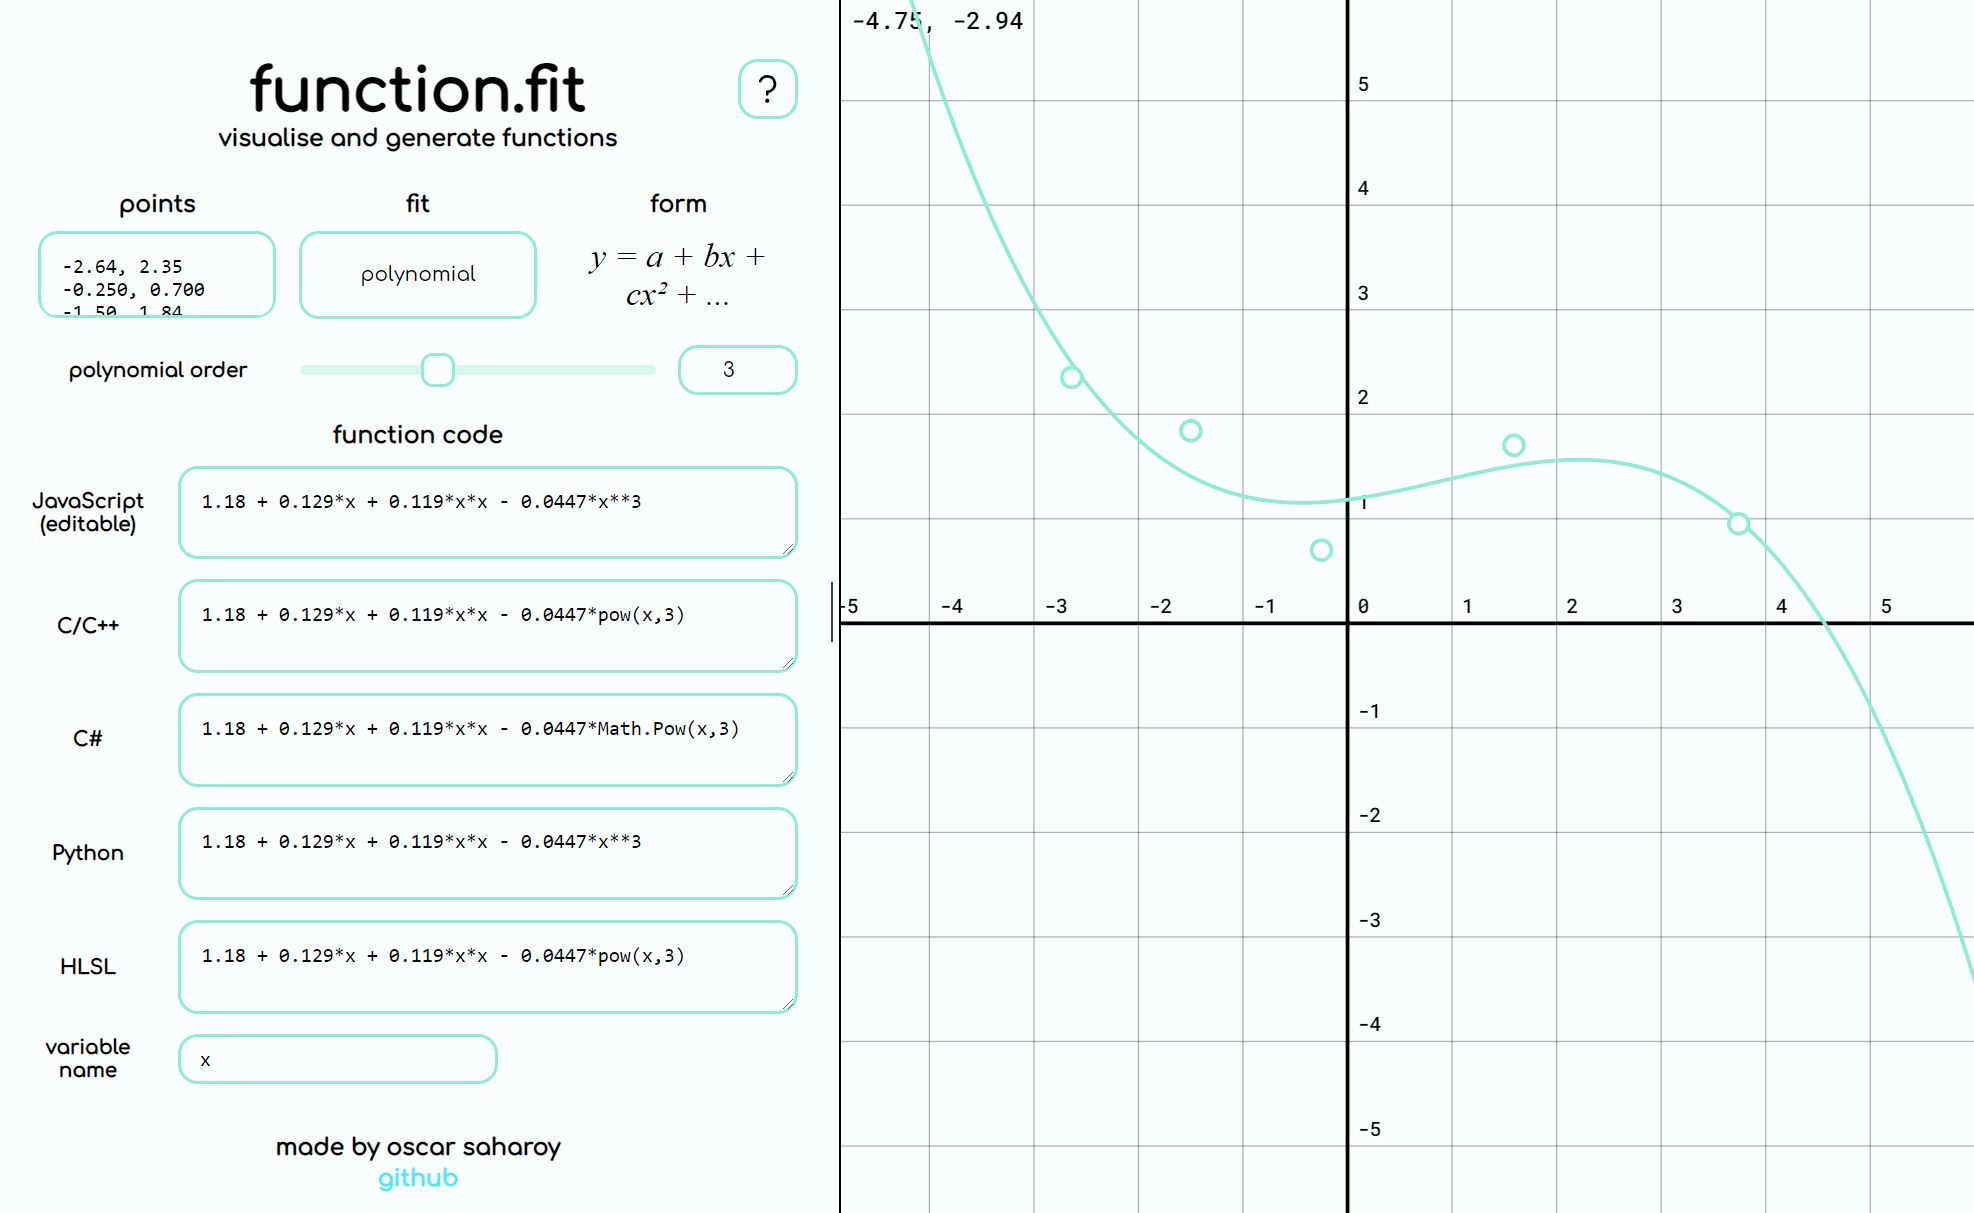 function.fit
?
visualise and generate functions
points
fit
form
-2.64, 2.35
-0.250, 0.700
-1.50, 1.84
polynomial
y = a + bx +
cx² + ...
polynomial order
3
function code
JavaScript
(editable)
1.18 + 0.129*x + 0.119*x*x - 0.0447*x**3
C/C++
1.18 + 0.129*x + 0.119*x*x - 0.0447*pow(x,3)
C#
1.18 + 0.129*x + 0.119*x*x - 0.0447*Math.Pow(x,3)
Python
1.18 + 0.129*x + 0.119*x*x - 0.0447*x**3
HLSL
1.18 + 0.129*x + 0.119*x*x - 0.0447*pow(x,3)
variable
name
x
made by oscar saharoy
github
-4.75, -2.94
5
4
3
2
1
-5 -4 -3 -2 -1 0 1 2 3 4 5
-1
-2
-3
-4
-5